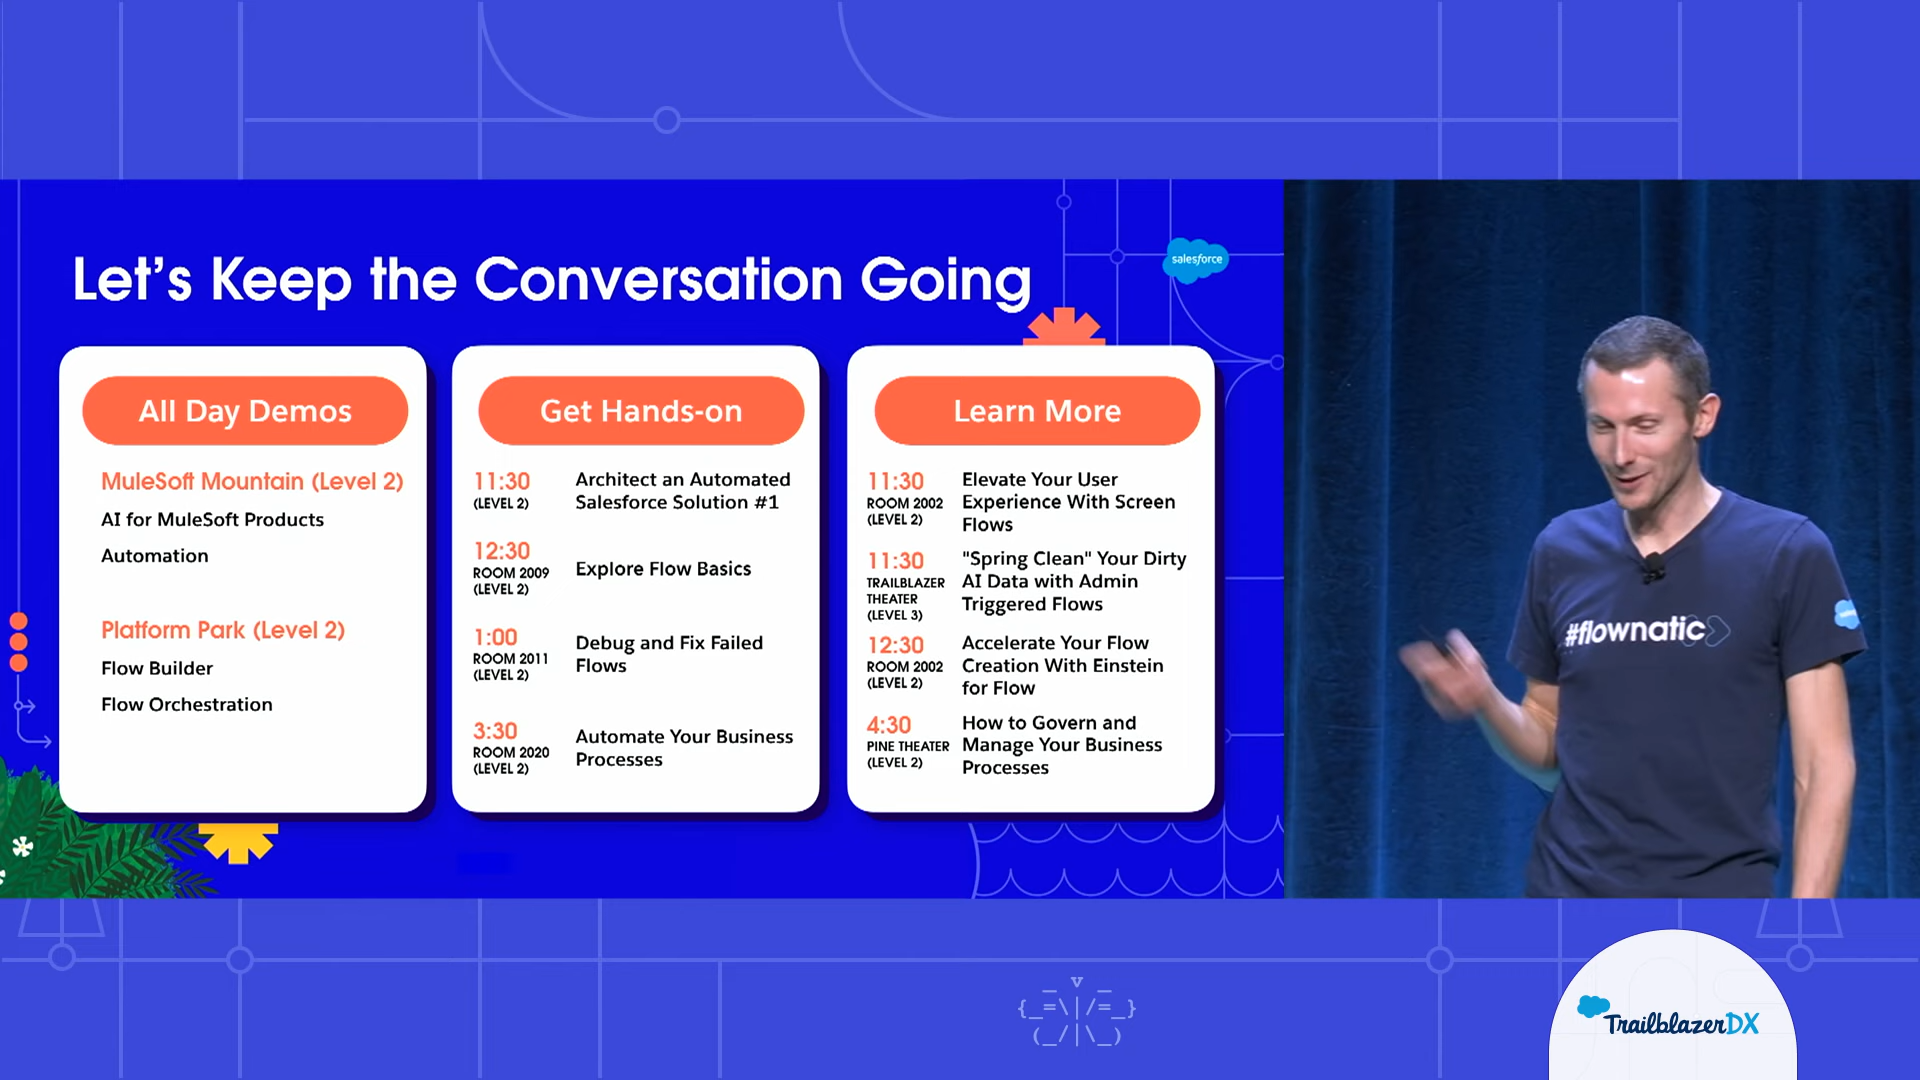 Let's Keep the Conversation Going
salesforce
All Day Demos
MuleSoft Mountain (Level 2)
AI for MuleSoft Products
Automation
Platform Park (Level 2)
Flow Builder
Flow Orchestration
Get Hands-on
11:30
(LEVEL 2)
Architect an Automated
Salesforce Solution #1
12:30
ROOM 2009
(LEVEL 2)
Explore Flow Basics
1:00
ROOM 2011
(LEVEL 2)
Debug and Fix Failed
Flows
3:30
ROOM 2020
(LEVEL 2)
Automate Your Business
Processes
Learn More
11:30
ROOM 2002
(LEVEL 2)
Elevate Your User
Experience With Screen
Flows
11:30
TRAILBLAZER
THEATER
(LEVEL 3)
"Spring Clean" Your Dirty
AI Data with Admin
Triggered Flows
12:30
ROOM 2002
(LEVEL 2)
Accelerate Your Flow
Creation With Einstein
for Flow
4:30
PINE THEATER
(LEVEL 2)
How to Govern and
Manage Your Business
Processes
#flownatic
TrailblazerDX